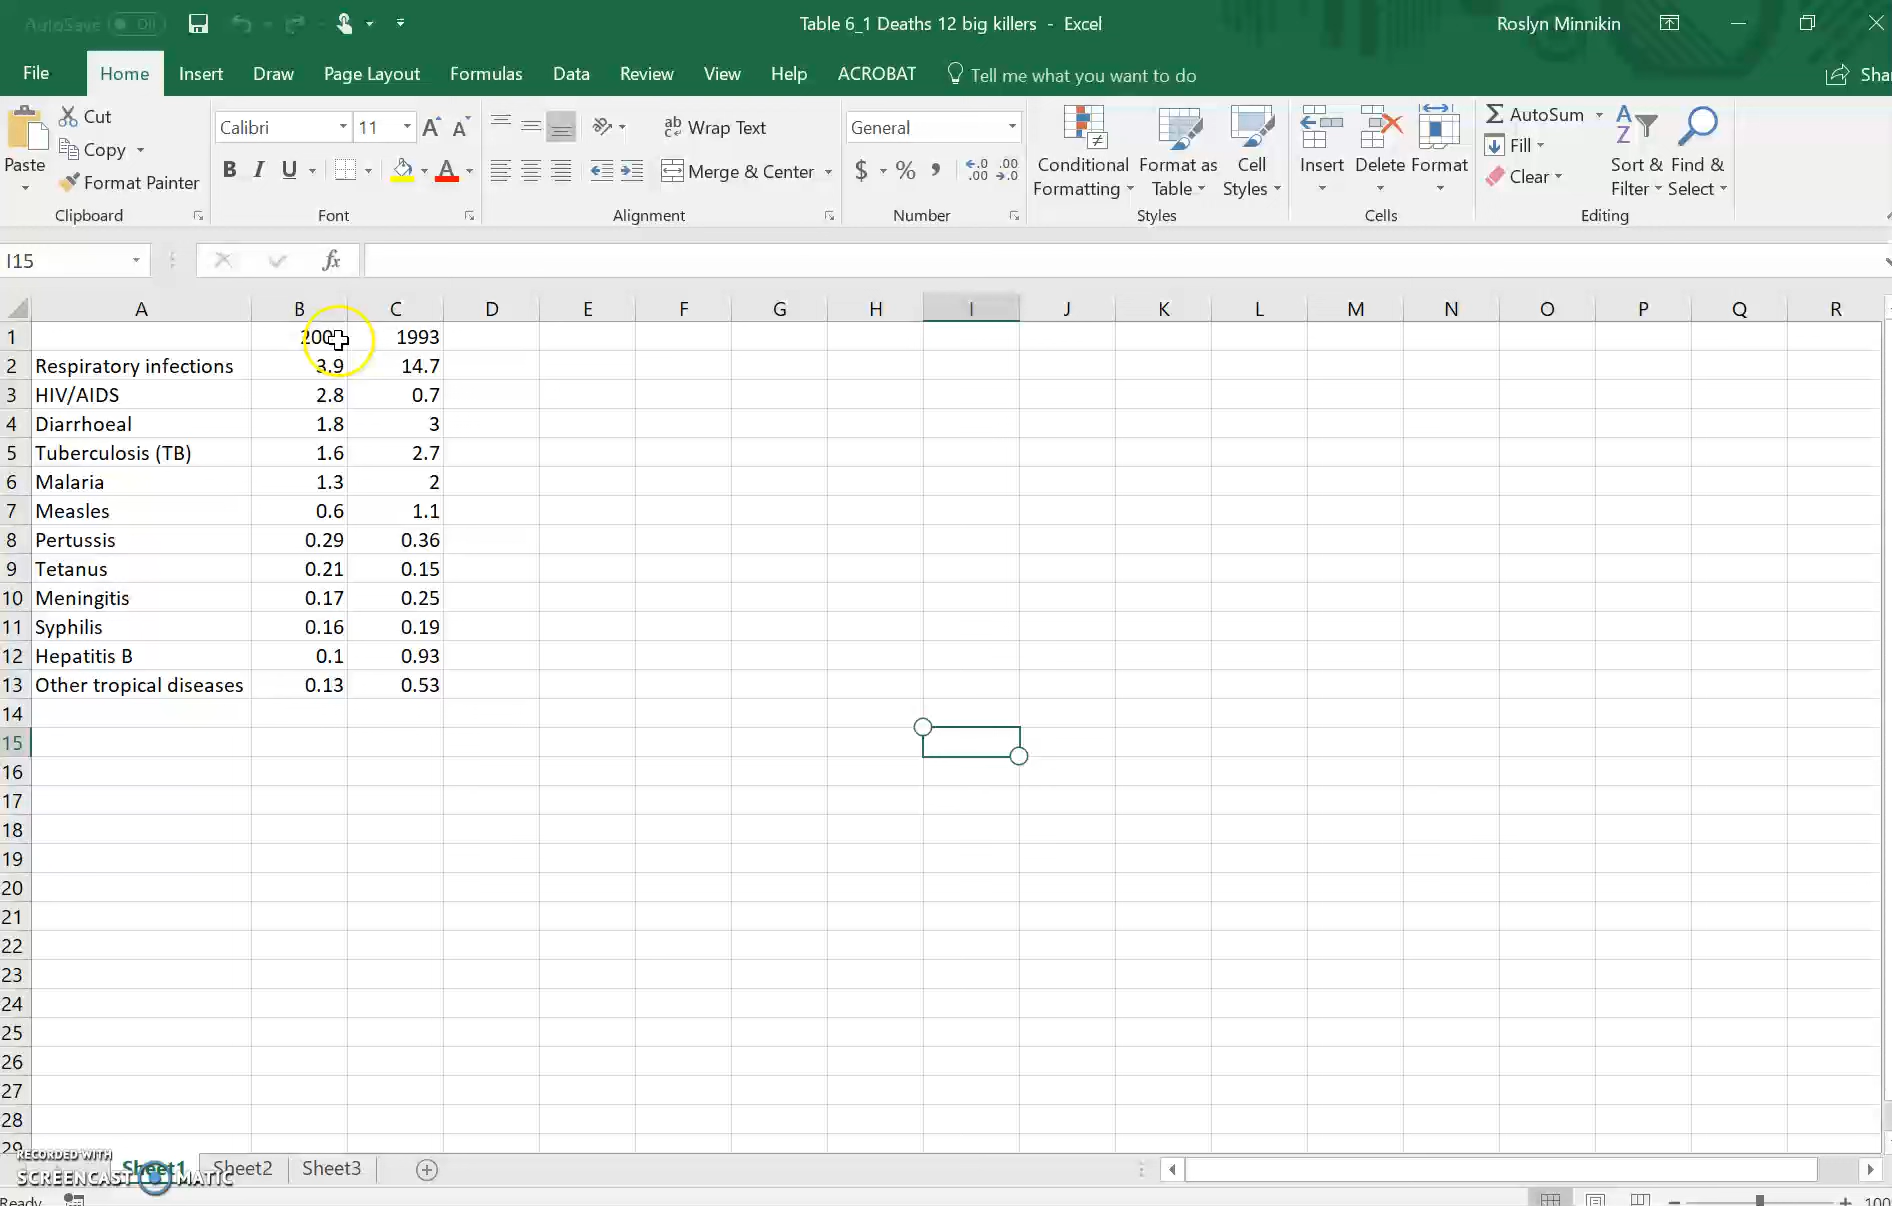 AutoSave Off Table 6_1 Deaths 12 big killers - Excel Roslyn Minnikin
File Home Insert Draw Page Layout Formulas Data Review View Help ACROBAT Tell me what you want to do
Paste
Cut
Copy
Format Painter
Clipboard
Calibri 11 A A
B I U A
Font
ab c Wrap Text
Merge & Center
Alignment
General
$ % , .0 .00 .00 .0
Number
Conditional Formatting
Format as Table
Cell Styles
Styles
Insert Delete Format
Cells
AutoSum
Fill
Clear
Sort & Filter
Find & Select
Editing
I15 fx
A B C D E F G H I J K L M N O P Q R
1 1993
2 Respiratory infections 3.9 14.7
3 HIV/AIDS 2.8 0.7
4 Diarrhoeal 1.8 3
5 Tuberculosis (TB) 1.6 2.7
6 Malaria 1.3 2
7 Measles 0.6 1.1
8 Pertussis 0.29 0.36
9 Tetanus 0.21 0.15
10 Meningitis 0.17 0.25
11 Syphilis 0.16 0.19
12 Hepatitis B 0.1 0.93
13 Other tropical diseases 0.13 0.53
14
15
16
17
18
19
20
21
22
23
24
25
26
27
28
29
RECORDED WITH
SCREENCAST MATIC
Sheet1 Sheet2 Sheet3
Ready 100